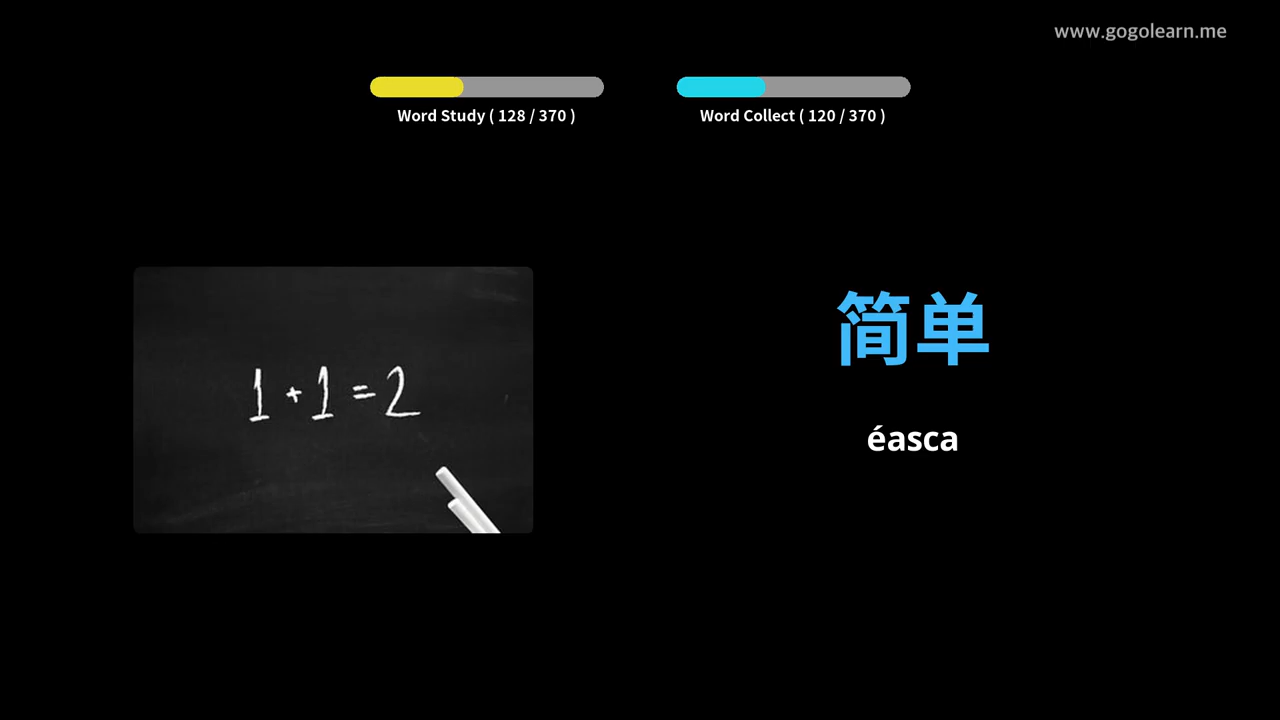 www.gogolearn.me
Word Study ( 128 / 370 )
Word Collect ( 120 / 370 )
1 + 1 = 2
简单
éasca